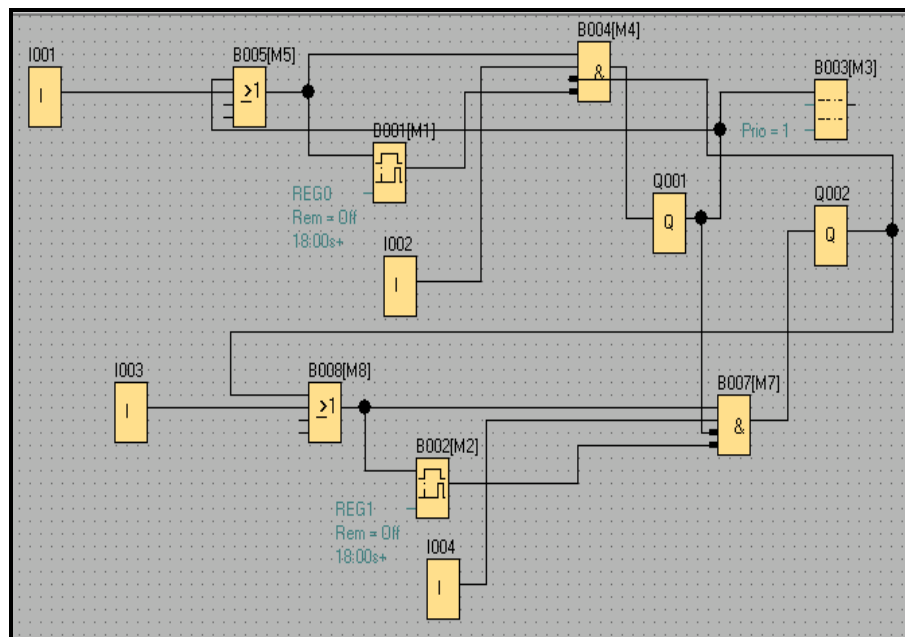 I001
B005[M5]
B004[M4]
B003[M3]
I
≥1
&
Prio = 1
B001[M1]
REG0
Rem = Off
18:00s+
Q001
Q
Q002
Q
I002
I
I003
I
B008[M8]
≥1
B007[M7]
&
B002[M2]
REG1
Rem = Off
18:00s+
I004
I